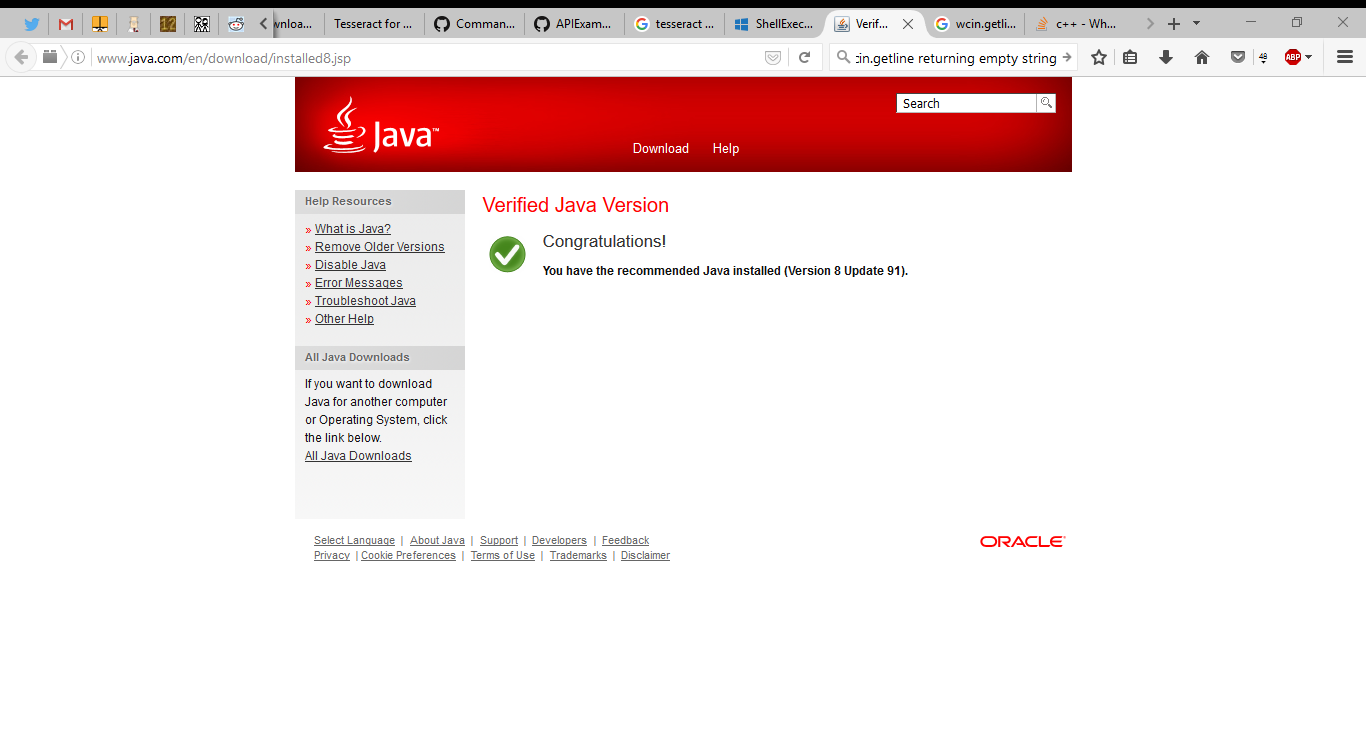 wnloa...
Tesseract for ...
Comman...
APIExam...
tesseract ...
ShellExec...
Verif...
wcin.getli...
c++ - Wh...
www.java.com/en/download/installed8.jsp
cin.getline returning empty string
ABP
Java™
Search
Download Help
Help Resources
» What is Java?
» Remove Older Versions
» Disable Java
» Error Messages
» Troubleshoot Java
» Other Help
All Java Downloads
If you want to download
Java for another computer
or Operating System, click
the link below.
All Java Downloads
Verified Java Version
Congratulations!
You have the recommended Java installed (Version 8 Update 91).
Select Language | About Java | Support | Developers | Feedback
Privacy | Cookie Preferences | Terms of Use | Trademarks | Disclaimer
ORACLE